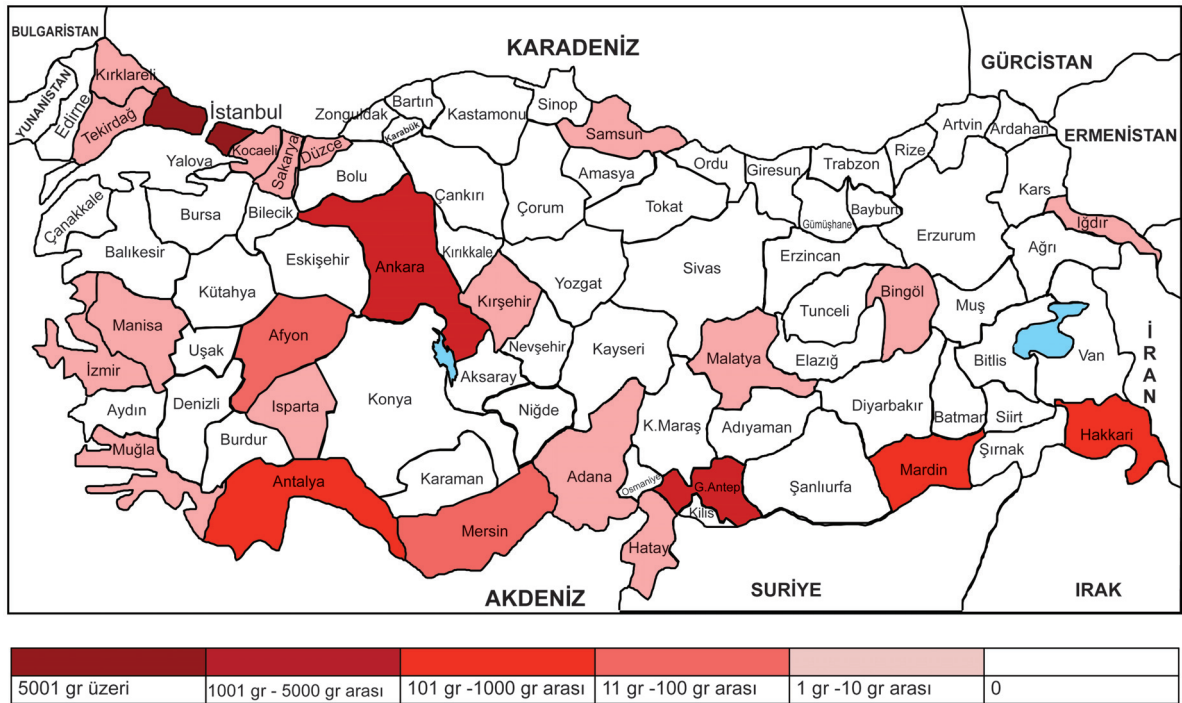 BULGARİSTAN
KARADENİZ
GÜRCİSTAN
YUNANİSTAN
ERMENİSTAN
Kırklareli
Edirne
Tekirdağ
İstanbul
Kocaeli
Sakarya
Düzce
Yalova
Zonguldak
Bartın
Karabük
Kastamonu
Sinop
Samsun
Ordu
Giresun
Trabzon
Rize
Artvin
Ardahan
Çanakkale
Bursa
Bilecik
Bolu
Çankırı
Çorum
Amasya
Tokat
Gümüşhane
Bayburt
Erzurum
Kars
Iğdır
Ağrı
Balıkesir
Kütahya
Eskişehir
Ankara
Kırıkkale
Kırşehir
Yozgat
Sivas
Erzincan
Tunceli
Bingöl
Muş
Manisa
İzmir
Uşak
Afyon
Konya
Aksaray
Nevşehir
Kayseri
Malatya
Elazığ
Bitlis
Van
İRAN
Aydın
Denizli
Isparta
Burdur
Niğde
K.Maraş
Adıyaman
Diyarbakır
Batman
Siirt
Şırnak
Hakkari
Muğla
Antalya
Karaman
Mersin
Adana
Osmaniye
G.Antep
Kilis
Şanlıurfa
Mardin
Hatay
AKDENİZ
SURİYE
IRAK
5001 gr üzeri
1001 gr - 5000 gr arası
101 gr -1000 gr arası
11 gr -100 gr arası
1 gr -10 gr arası
0